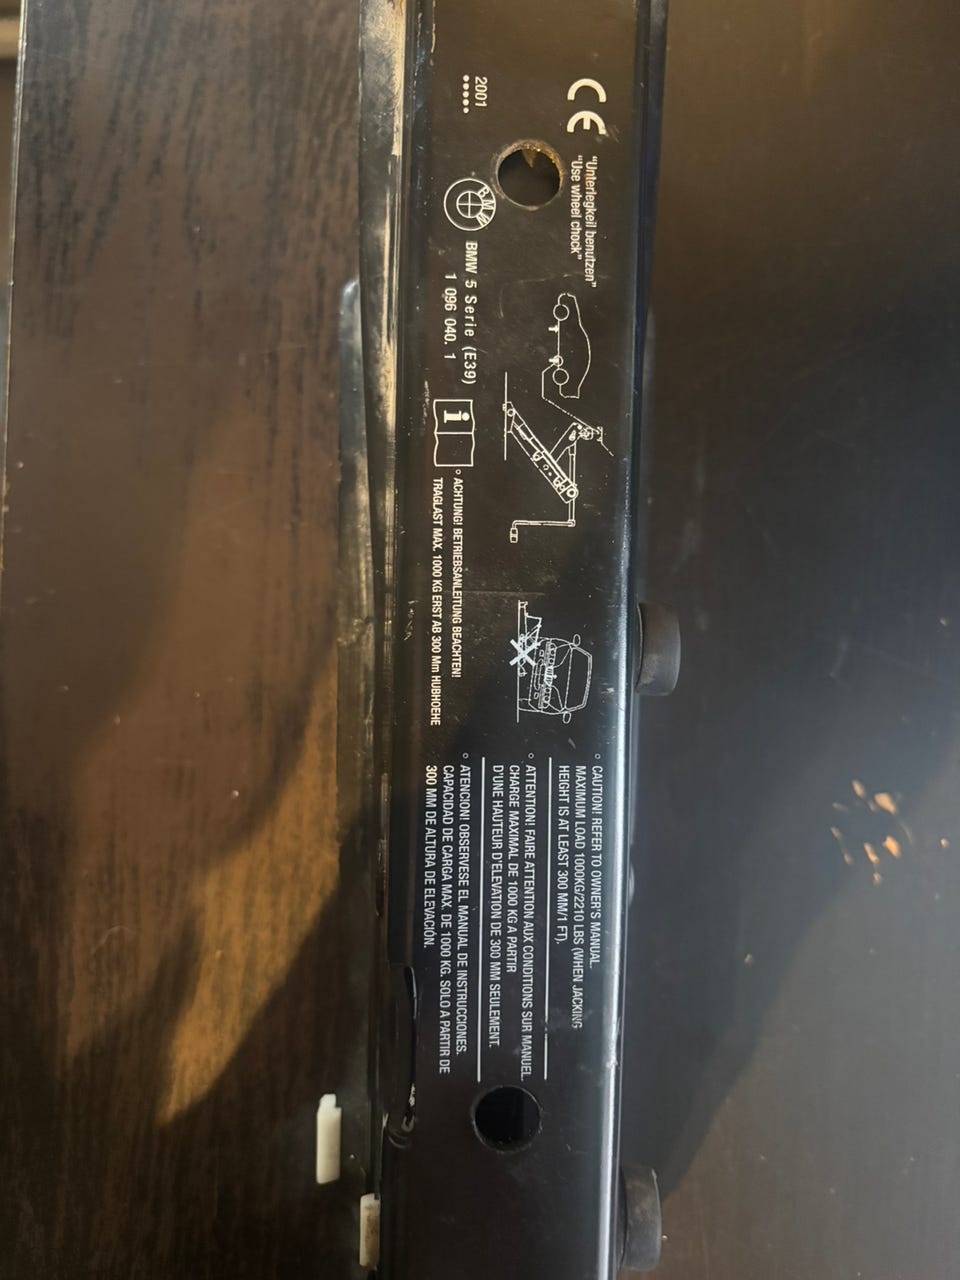 CE
"Unterlegkeil benutzen"
"Use wheel chock"
2001
BMW
BMW 5 Serie (E39)
1 096 040. 1
i
° ACHTUNG! BETRIEBSANLEITUNG BEACHTEN!
TRAGLAST MAX. 1000 KG ERST AB 300 Mm HUBHOEHE
° CAUTION! REFER TO OWNER'S MANUAL.
MAXIMUM LOAD 1000KG/2210 LBS (WHEN JACKING
HEIGHT IS AT LEAST 300 MM/1 FT).
° ATTENTION! FAIRE ATTENTION AUX CONDITIONS SUR MANUEL
CHARGE MAXIMAL DE 1000 KG A PARTIR
D'UNE HAUTEUR D'ELEVATION DE 300 MM SEULEMENT.
° ATENCION! OBSERVESE EL MANUAL DE INSTRUCCIONES.
CAPACIDAD DE CARGA MAX. DE 1000 KG. SOLO A PARTIR DE
300 MM DE ALTURA DE ELEVACIÓN.